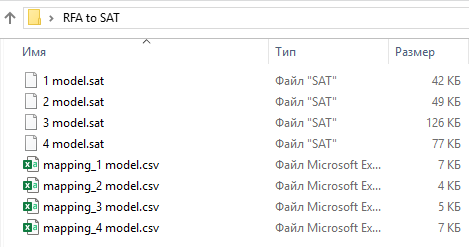 RFA to SAT
Имя Тип Размер
1 model.sat Файл "SAT" 42 КБ
2 model.sat Файл "SAT" 49 КБ
3 model.sat Файл "SAT" 126 КБ
4 model.sat Файл "SAT" 77 КБ
mapping_1 model.csv Файл Microsoft Ex... 7 КБ
mapping_2 model.csv Файл Microsoft Ex... 4 КБ
mapping_3 model.csv Файл Microsoft Ex... 5 КБ
mapping_4 model.csv Файл Microsoft Ex... 7 КБ